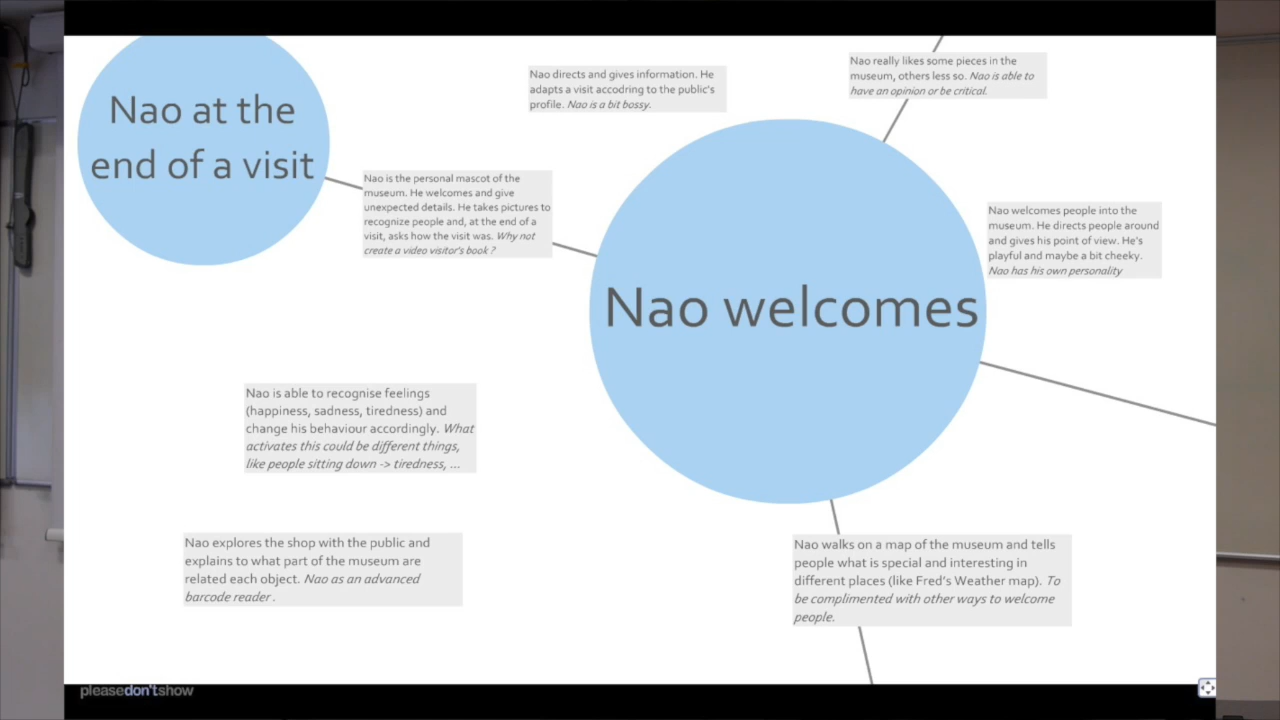 Nao at the
end of a visit
Nao directs and gives information. He
adapts a visit accodring to the public's
profile. Nao is a bit bossy.
Nao really likes some pieces in the
museum, others less so. Nao is able to
have an opinion or be critical.
Nao is the personal mascot of the
museum. He welcomes and give
unexpected details. He takes pictures to
recognize people and, at the end of a
visit, asks how the visit was. Why not
create a video visitor's book ?
Nao welcomes
Nao welcomes people into the
museum. He directs people around
and gives his point of view. He's
playful and maybe a bit cheeky.
Nao has his own personality
Nao is able to recognise feelings
(happiness, sadness, tiredness) and
change his behaviour accordingly. What
activates this could be different things,
like people sitting down -> tiredness, ...
Nao explores the shop with the public and
explains to what part of the museum are
related each object. Nao as an advanced
barcode reader .
Nao walks on a map of the museum and tells
people what is special and interesting in
different places (like Fred's Weather map). To
be complimented with other ways to welcome
people.
pleasedon'tshow